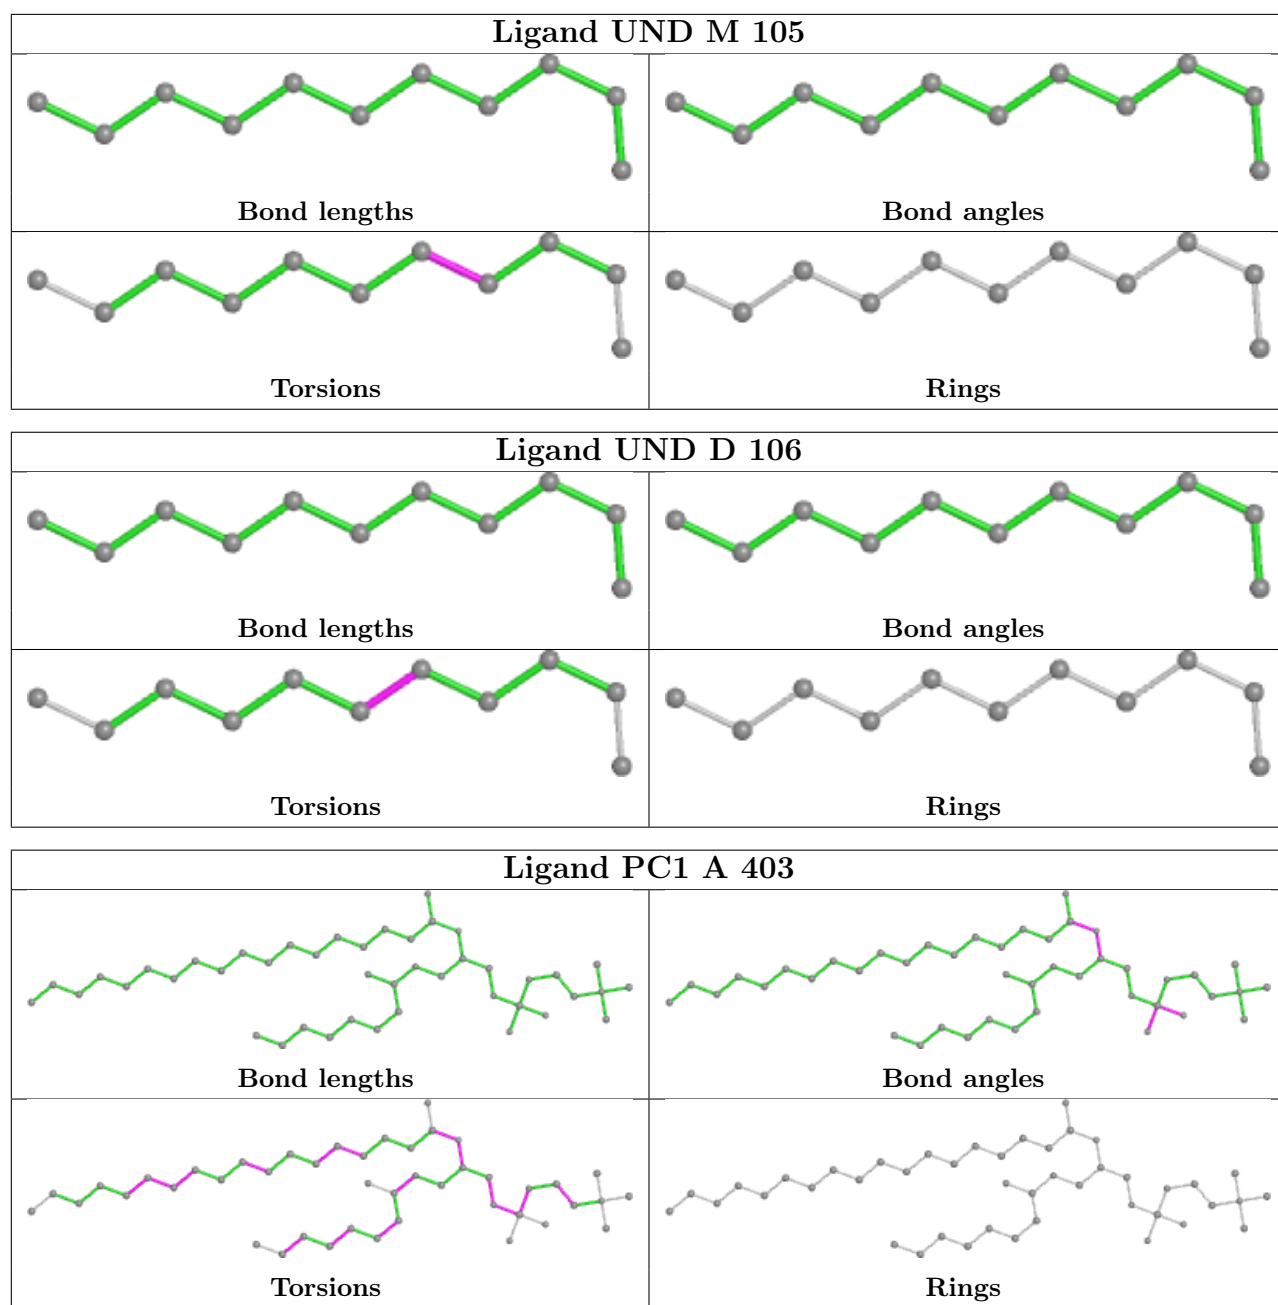 Ligand UND M 105
Bond lengths
Bond angles
Torsions
Rings
Ligand UND D 106
Bond lengths
Bond angles
Torsions
Rings
Ligand PC1 A 403
Bond lengths
Bond angles
Torsions
Rings